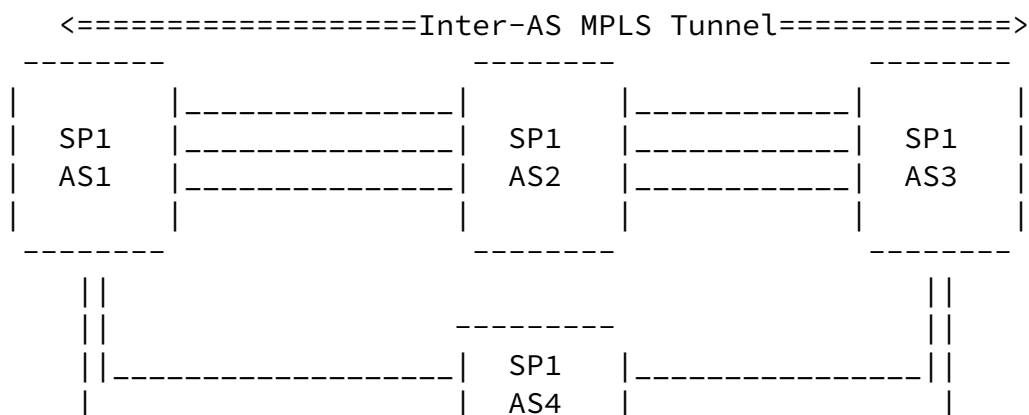 <===================Inter-AS MPLS Tunnel=============>
SP1 SP1 SP1
AS1 AS2 AS3
SP1
AS4